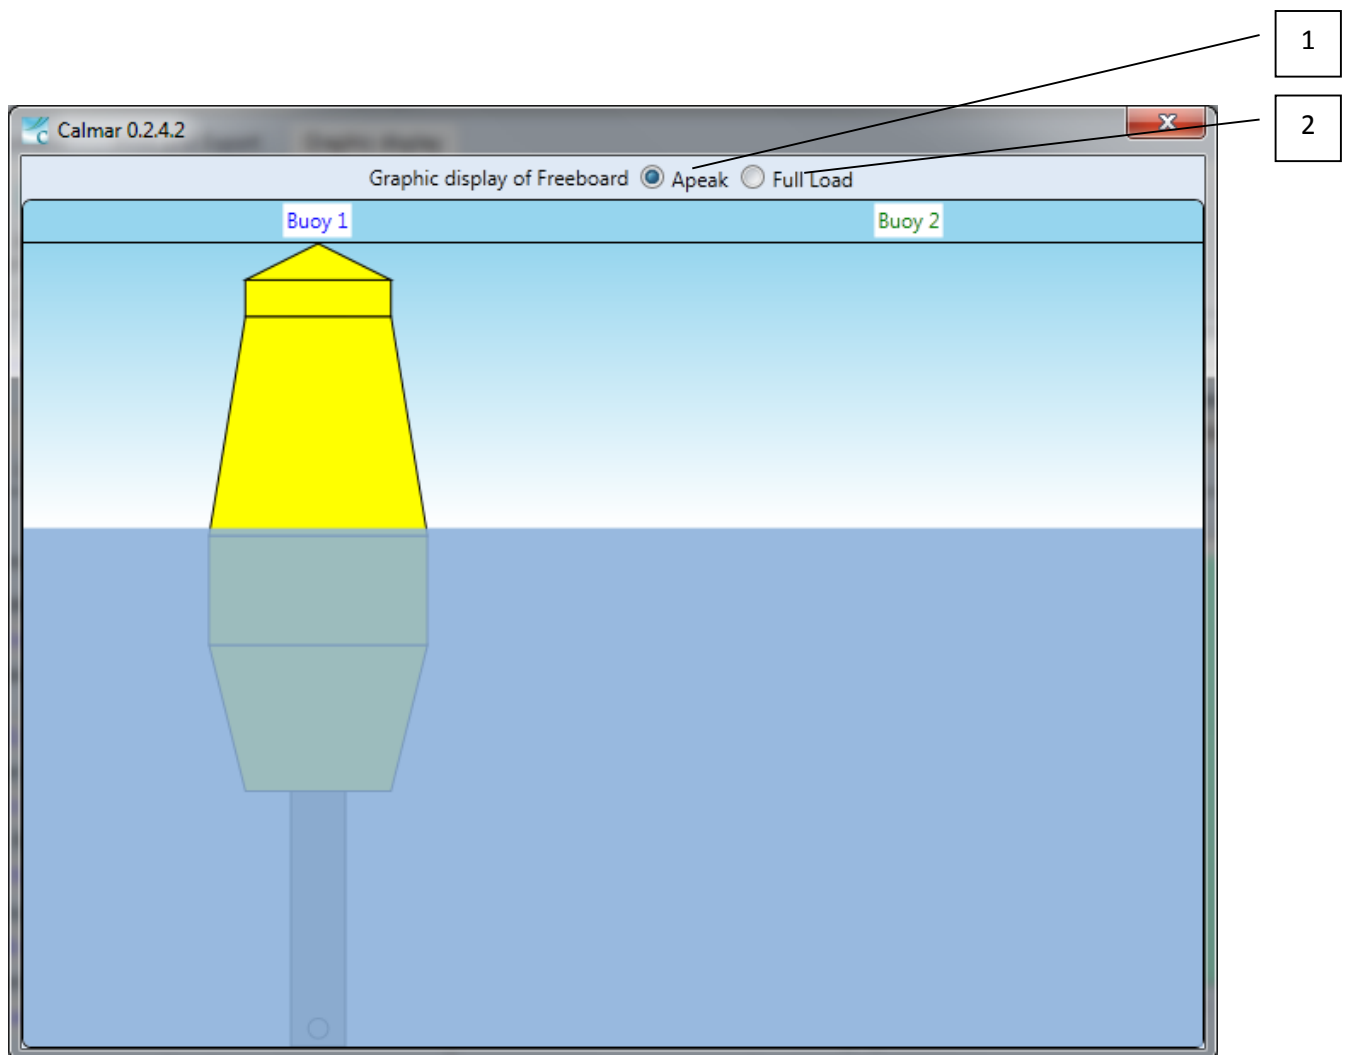 1
2
Calmar 0.2.4.2
Graphic display of Freeboard Apeak Full Load
Buoy 1 Buoy 2